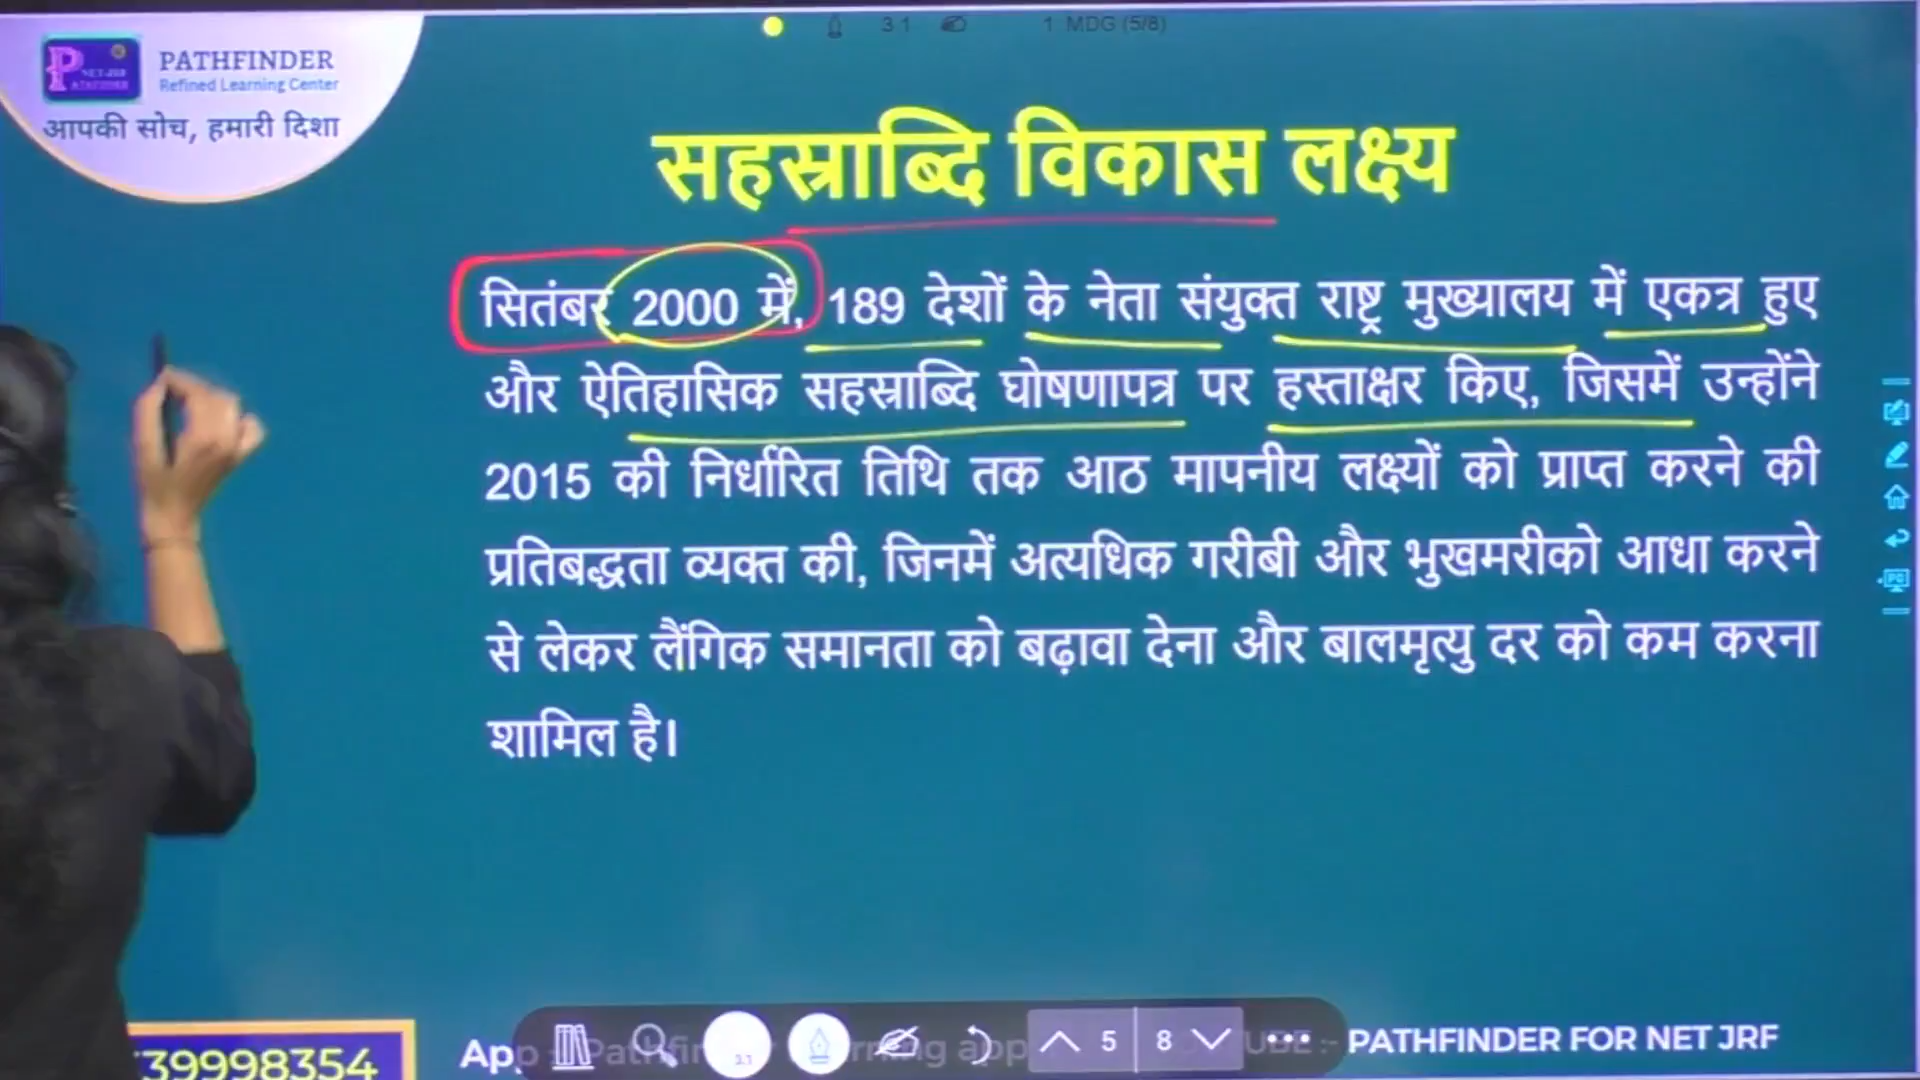 3 1
1 MDG (5/8)
PATHFINDER
Refined Learning Center
आपकी सोच, हमारी दिशा
सहस्राब्दि विकास लक्ष्य
सितंबर 2000 में, 189 देशों के नेता संयुक्त राष्ट्र मुख्यालय में एकत्र हुए
और ऐतिहासिक सहस्राब्दि घोषणापत्र पर हस्ताक्षर किए, जिसमें उन्होंने
2015 की निर्धारित तिथि तक आठ मापनीय लक्ष्यों को प्राप्त करने की
प्रतिबद्धता व्यक्त की, जिनमें अत्यधिक गरीबी और भुखमरीको आधा करने
से लेकर लैंगिक समानता को बढ़ावा देना और बालमृत्यु दर को कम करना
शामिल है।
39998354
5 8
PATHFINDER FOR NET JRF